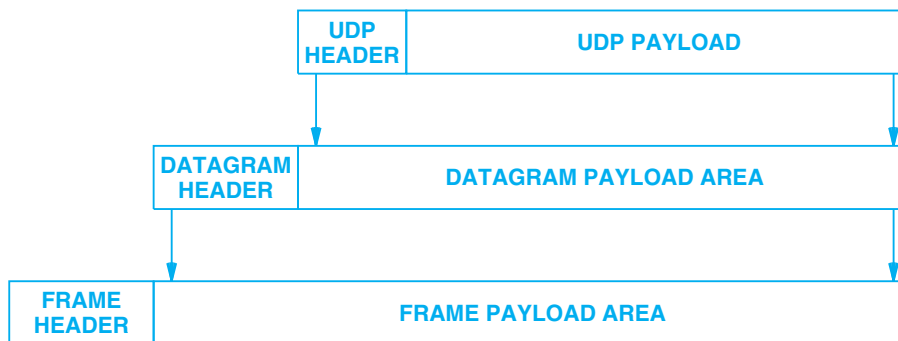 UDP
HEADER
UDP PAYLOAD
DATAGRAM
HEADER
DATAGRAM PAYLOAD AREA
FRAME
HEADER
FRAME PAYLOAD AREA